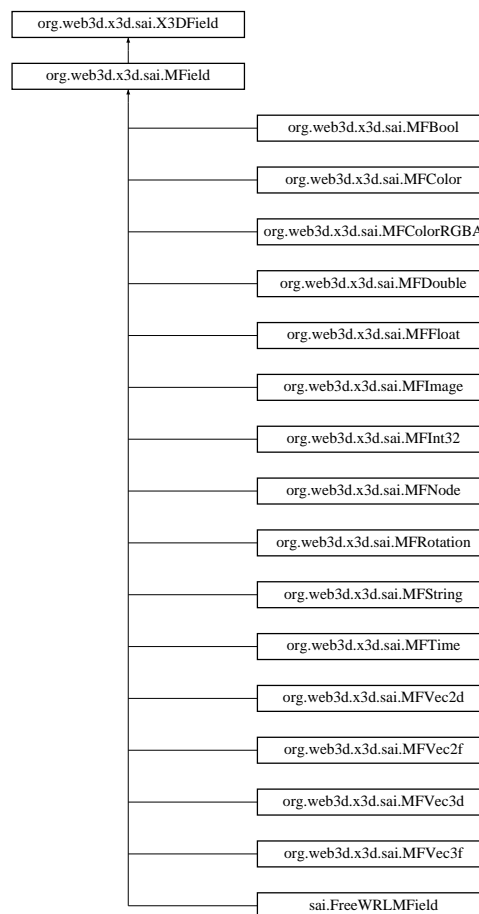 org.web3d.x3d.sai.X3DField
org.web3d.x3d.sai.MField
org.web3d.x3d.sai.MFBool
org.web3d.x3d.sai.MFColor
org.web3d.x3d.sai.MFColorRGBA
org.web3d.x3d.sai.MFDouble
org.web3d.x3d.sai.MFFloat
org.web3d.x3d.sai.MFImage
org.web3d.x3d.sai.MFInt32
org.web3d.x3d.sai.MFNode
org.web3d.x3d.sai.MFRotation
org.web3d.x3d.sai.MFString
org.web3d.x3d.sai.MFTime
org.web3d.x3d.sai.MFVec2d
org.web3d.x3d.sai.MFVec2f
org.web3d.x3d.sai.MFVec3d
org.web3d.x3d.sai.MFVec3f
sai.FreeWRLMField